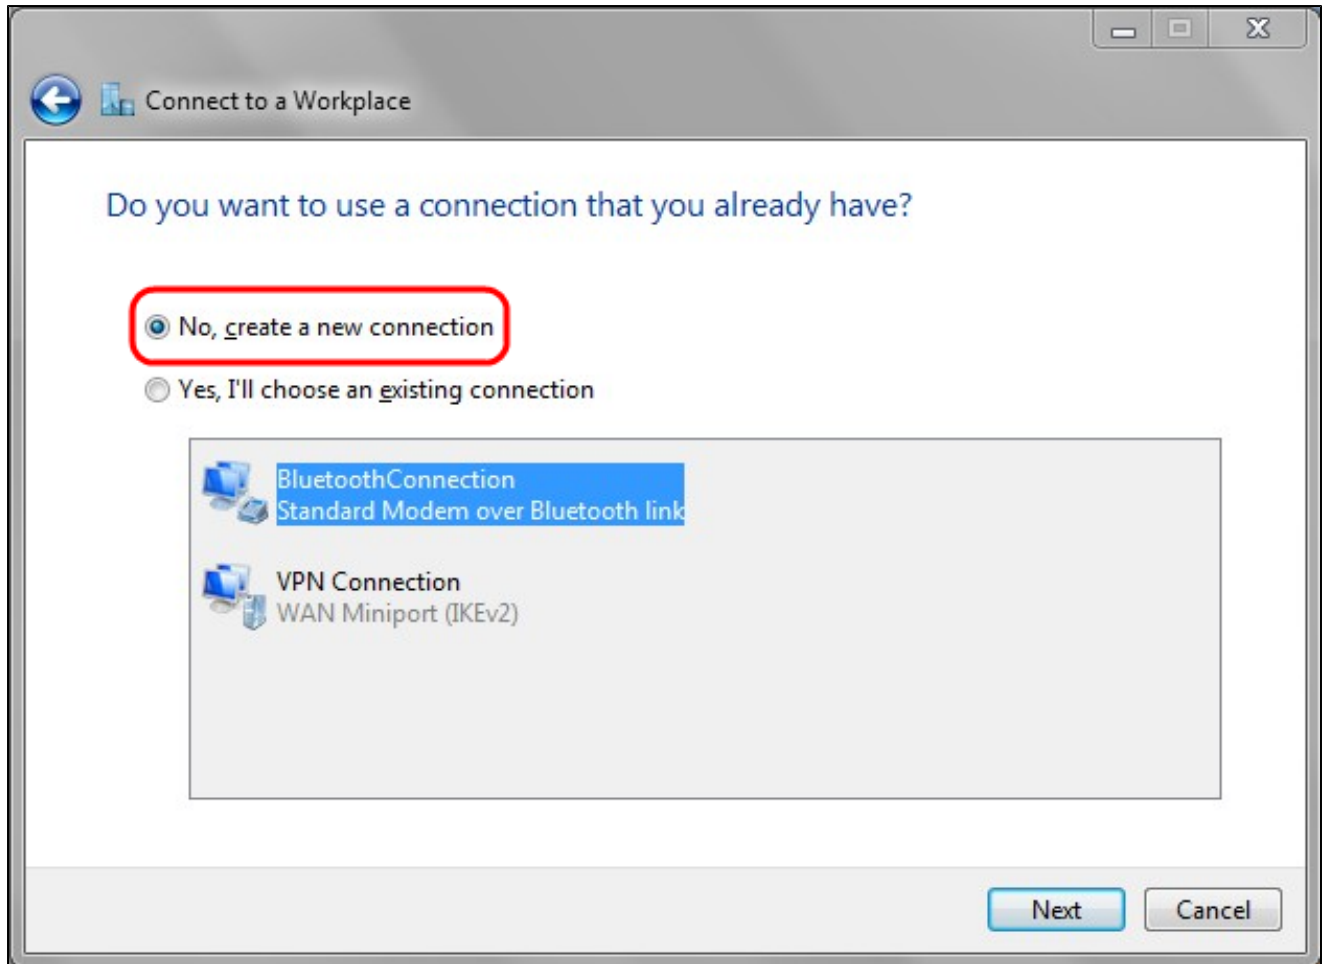 Connect to a Workplace
Do you want to use a connection that you already have?
No, create a new connection
Yes, I'll choose an existing connection
BluetoothConnection
Standard Modem over Bluetooth link
VPN Connection
WAN Miniport (IKEv2)
Next
Cancel